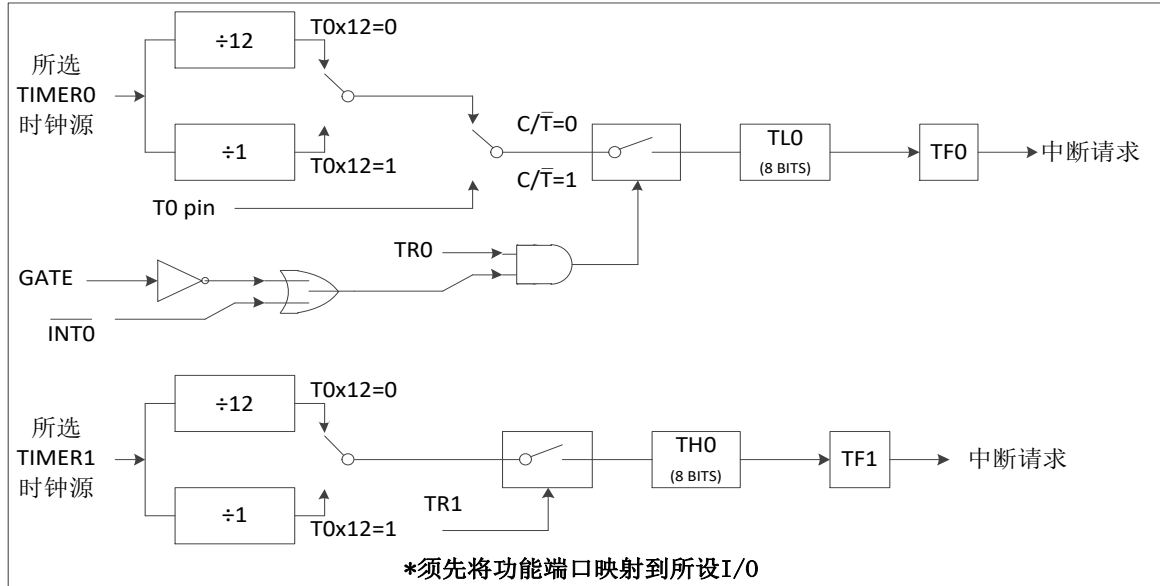 ÷12
T0x12=0
所选
TIMER0
时钟源
÷1
T0x12=1
C/T̅=0
C/T̅=1
TL0
(8 BITS)
TF0
中断请求
T0 pin
TR0
GATE
I̅N̅T̅0̅
÷12
T0x12=0
所选
TIMER1
时钟源
÷1
T0x12=1
TR1
TH0
(8 BITS)
TF1
中断请求
*须先将功能端口映射到所设I/O